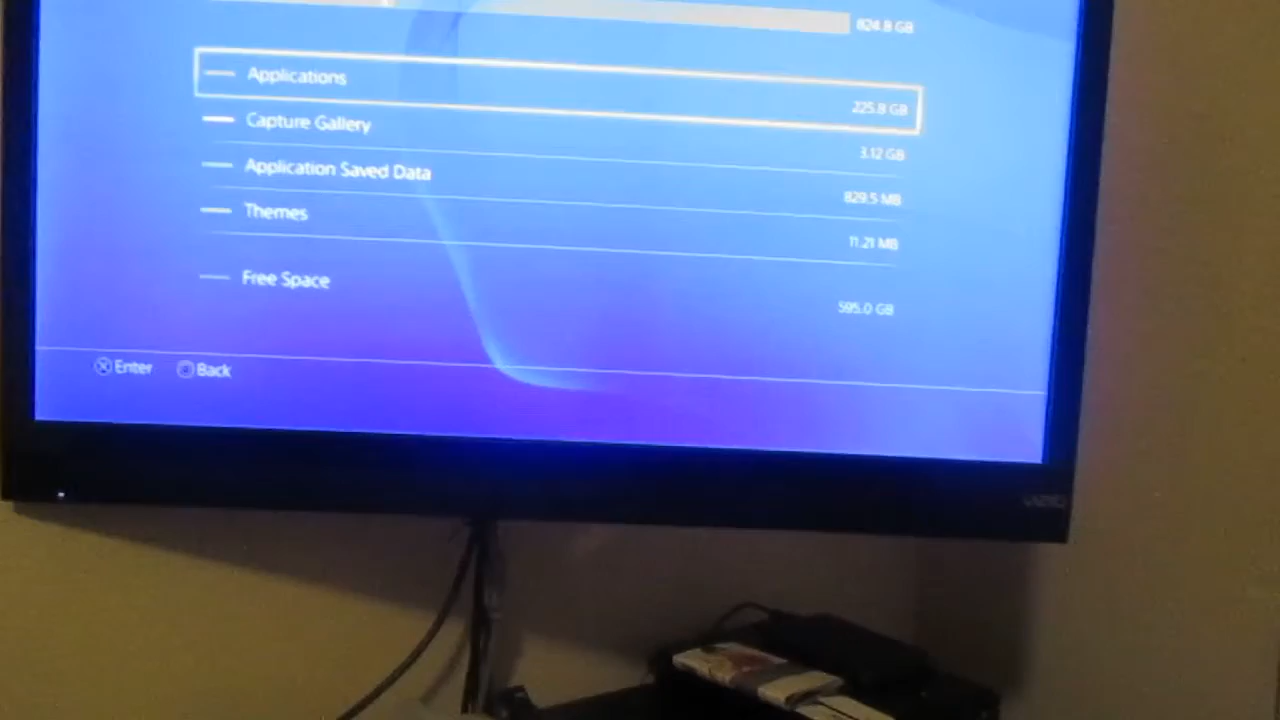 824.8 GB
Applications 225.8 GB
Capture Gallery 3.12 GB
Application Saved Data 829.5 MB
Themes 11.21 MB
Free Space 595.0 GB
Enter Back
VIZIO